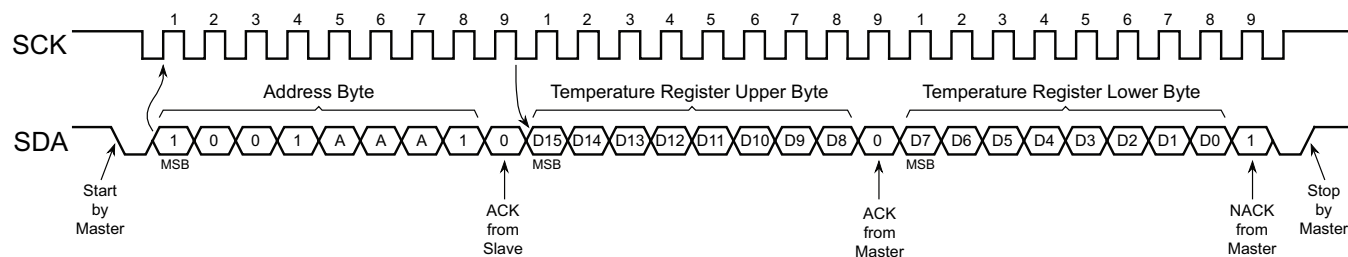 1 2 3 4 5 6 7 8 9 1 2 3 4 5 6 7 8 9 1 2 3 4 5 6 7 8 9
SCK
Address Byte Temperature Register Upper Byte Temperature Register Lower Byte
SDA 1 0 0 1 A A A 1 0 D15 D14 D13 D12 D11 D10 D9 D8 0 D7 D6 D5 D4 D3 D2 D1 D0 1
MSB MSB MSB
Start
by
Master
ACK
from
Slave
ACK
from
Master
NACK
from
Master
Stop
by
Master